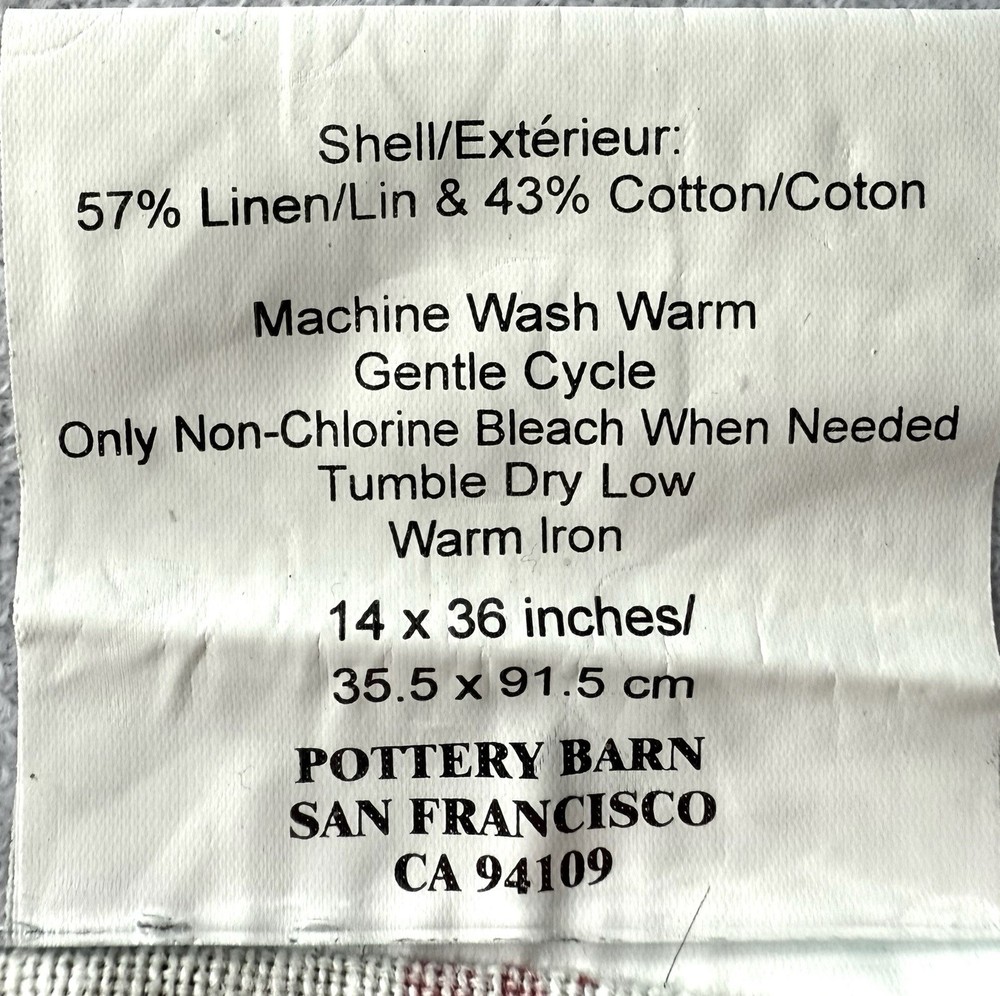 Shell/Extérieur:
57% Linen/Lin & 43% Cotton/Coton
Machine Wash Warm
Gentle Cycle
Only Non-Chlorine Bleach When Needed
Tumble Dry Low
Warm Iron
14 x 36 inches/
35.5 x 91.5 cm
POTTERY BARN
SAN FRANCISCO
CA 94109